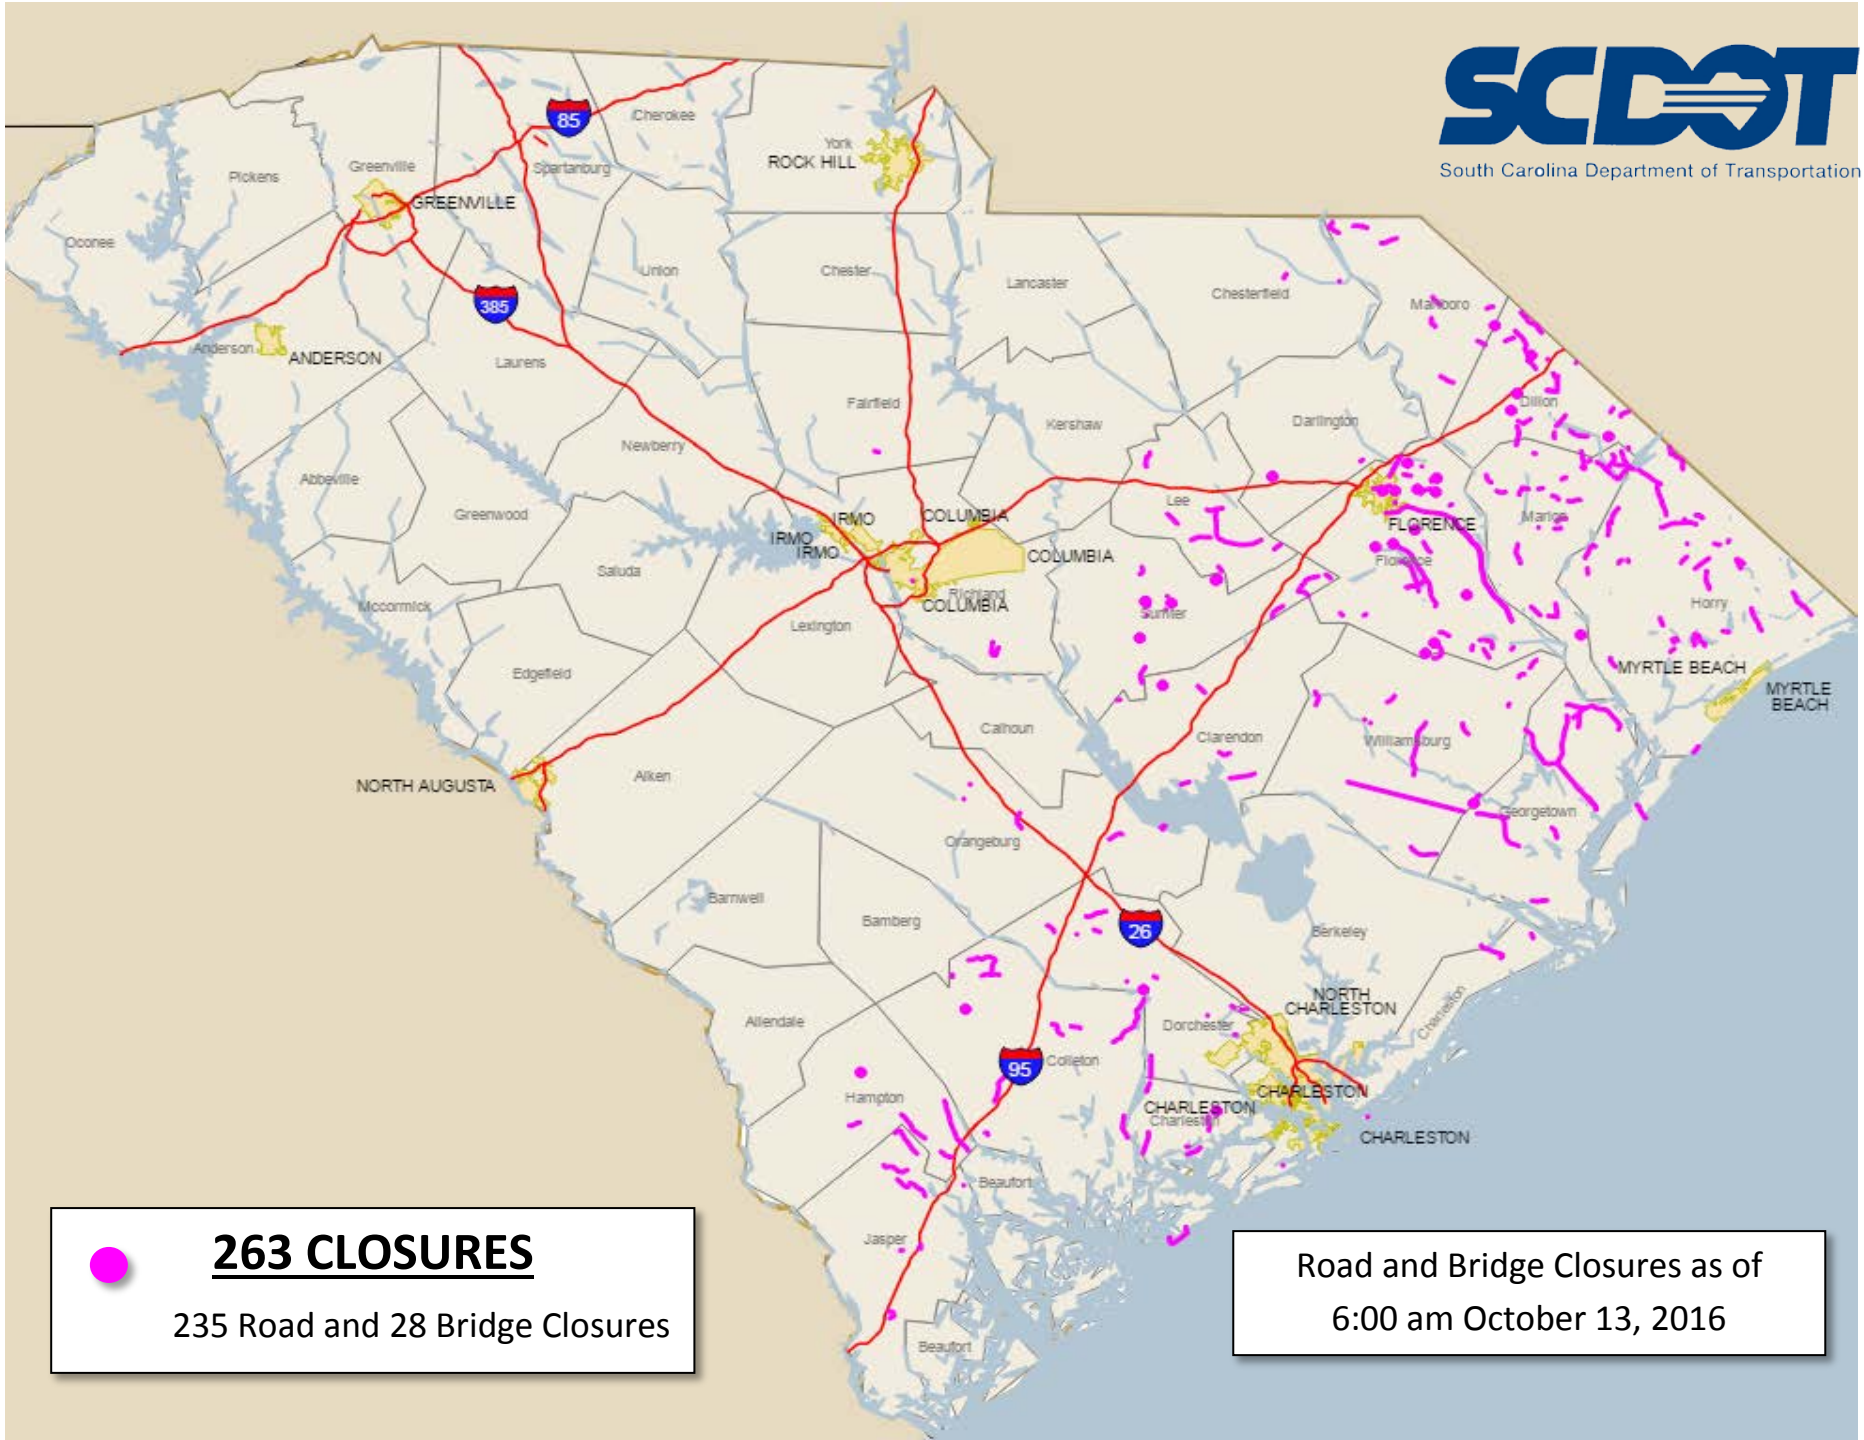 SCDOT
South Carolina Department of Transportation
85
Cherokee
York
ROCK HILL
Pickens
Greenville
Spartanburg
GREENVILLE
Oconee
Union
Chester
Lancaster
Chesterfield
Marlboro
385
Anderson
ANDERSON
Laurens
Fairfield
Kershaw
Darlington
Dillon
Newberry
Abbeville
Greenwood
Lee
IRMO
COLUMBIA
FLORENCE
Marion
IRMO
IRMO
COLUMBIA
Florence
Saluda
Richland
COLUMBIA
Mccormick
Sumter
Horry
Lexington
Edgefield
MYRTLE BEACH
MYRTLE
BEACH
Calhoun
Clarendon
Williamsburg
NORTH AUGUSTA
Aiken
Georgetown
Orangeburg
Barnwell
Bamberg
26
Berkeley
NORTH
CHARLESTON
Charleston
Allendale
Dorchester
95
Colleton
Hampton
CHARLESTON
CHARLESTON
Charleston
CHARLESTON
Beaufort
Jasper
Beaufort
263 CLOSURES
235 Road and 28 Bridge Closures
Road and Bridge Closures as of
6:00 am October 13, 2016